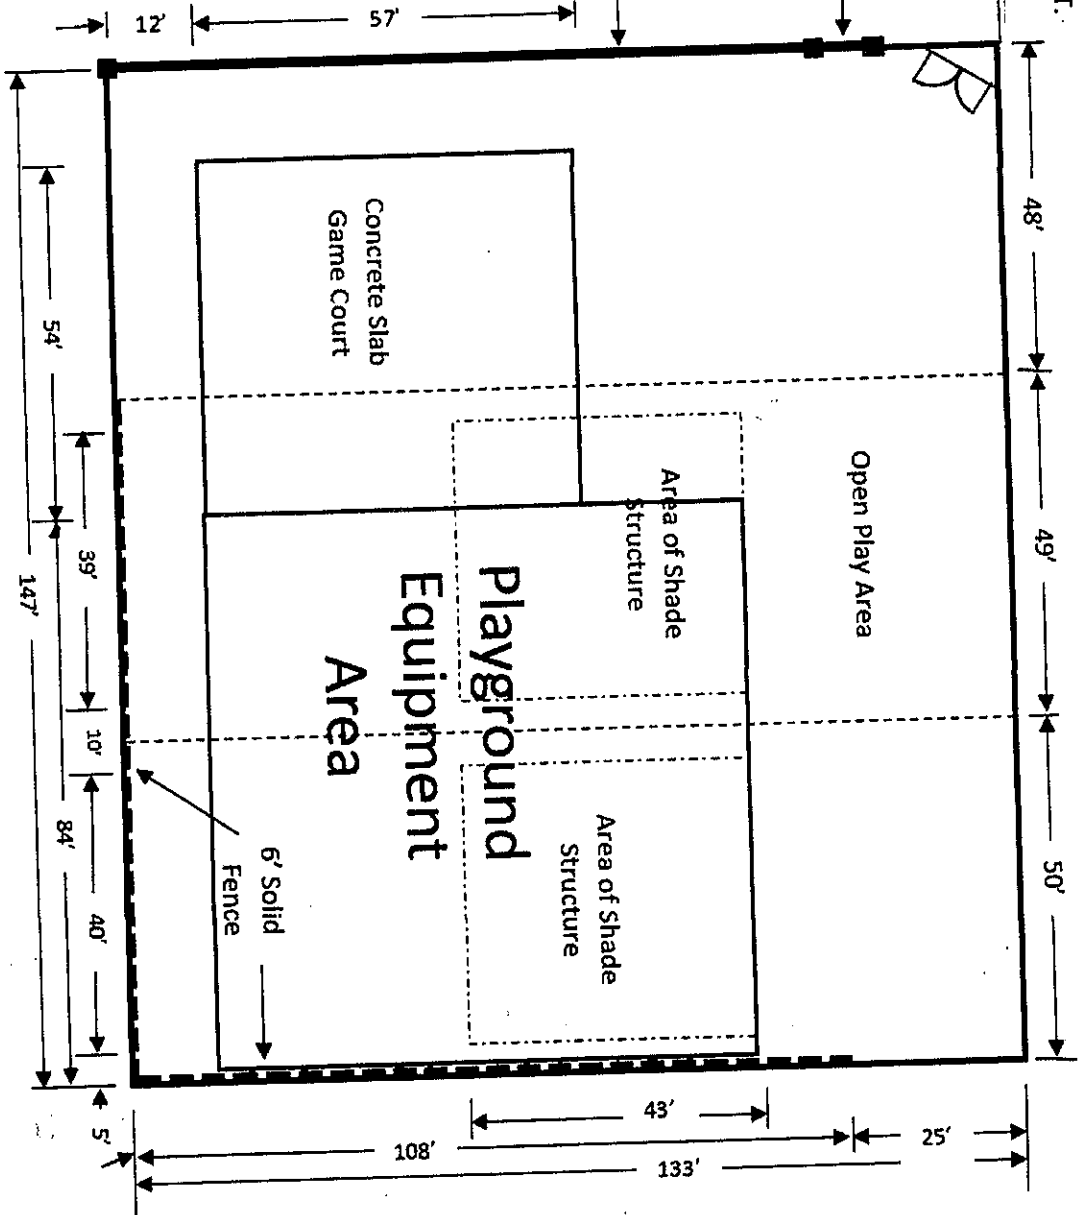 T.
12'
57'
48'
49'
50'
Concrete Slab
Game Court
Open Play Area
Area of Shade
Structure
Playground
Equipment
Area
Area of Shade
Structure
6' Solid
Fence
54'
39'
147'
10'
84'
40'
5'
43'
25'
108'
133'